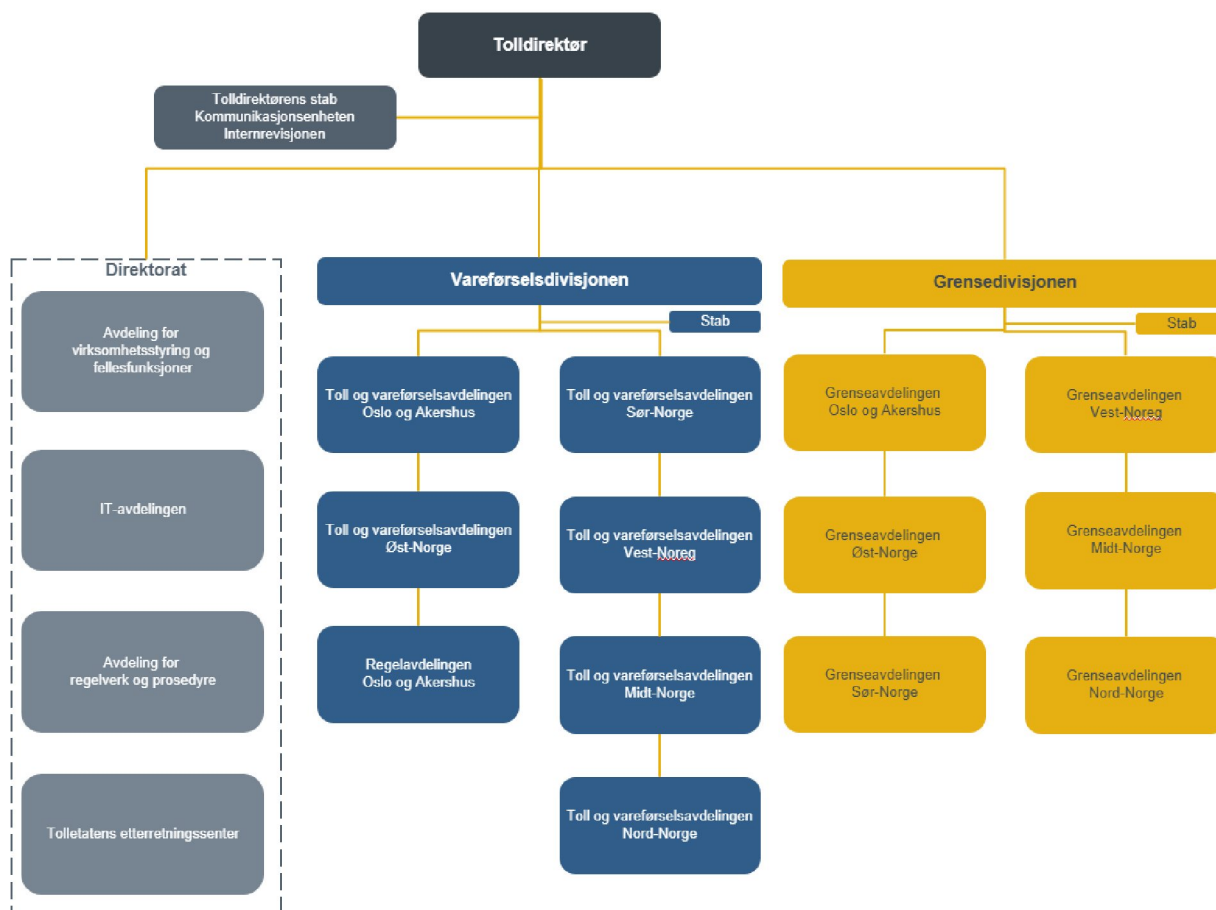 Tolldirektør
Tolldirektørens stab
Kommunikasjonsenheten
Internrevisjonen
Direktorat
Avdeling for
virksomhetsstyring og
fellesfunksjoner
IT-avdelingen
Avdeling for
regelverk og prosedyre
Tolletatens etterretningssenter
Vareførselsdivisjonen
Stab
Toll og vareførselsavdelingen
Oslo og Akershus
Toll og vareførselsavdelingen
Øst-Norge
Regelavdelingen
Oslo og Akershus
Toll og vareførselsavdelingen
Sør-Norge
Toll og vareførselsavdelingen
Vest-Noreg
Toll og vareførselsavdelingen
Midt-Norge
Toll og vareførselsavdelingen
Nord-Norge
Grensedivisjonen
Stab
Grenseavdelingen
Oslo og Akershus
Grenseavdelingen
Øst-Norge
Grenseavdelingen
Sør-Norge
Grenseavdelingen
Vest-Noreg
Grenseavdelingen
Midt-Norge
Grenseavdelingen
Nord-Norge